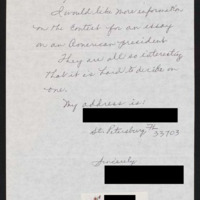 I would like more information
on the contest for an essay
on an American president
They are all so interesting
that it is hard to decide on
one.
My address is:
St. Petersburg Fla
33703
Sincerely